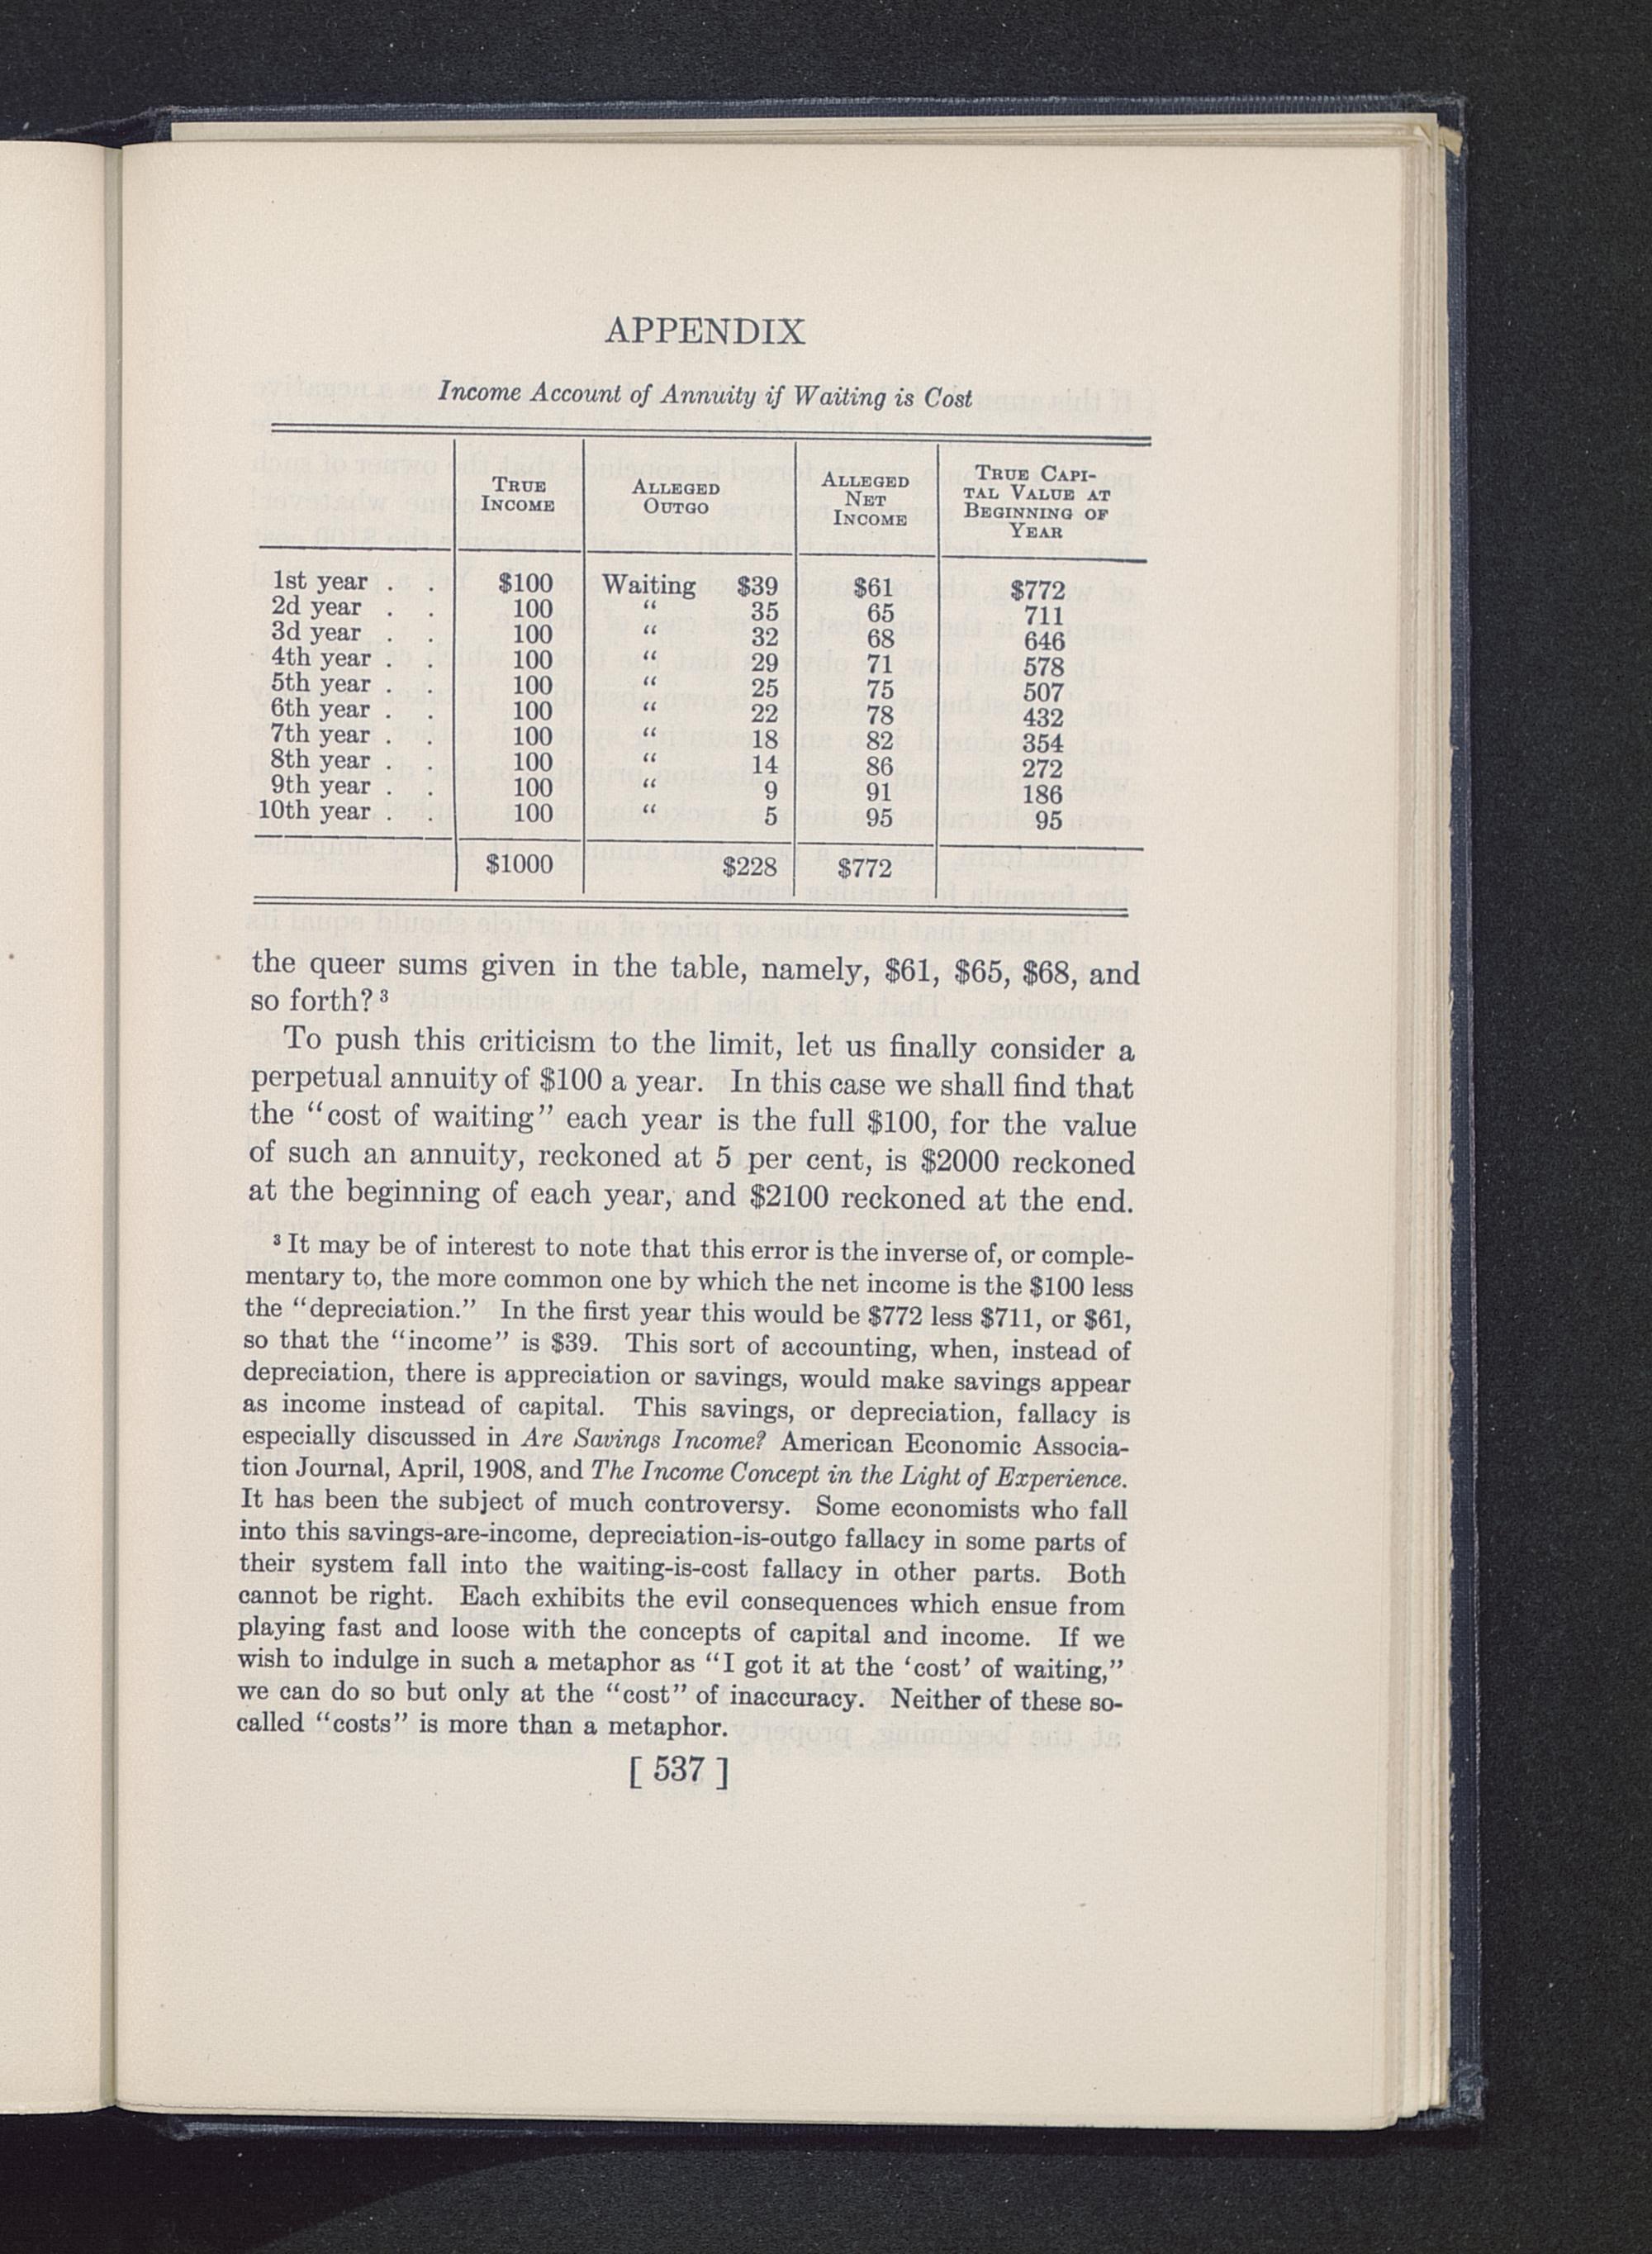 APPENDIX
Income Account of Annuity if Waiting is Cost
True Income | Alleged Outgo | Alleged Net Income | True Capi-tal Value at Beginning of Year
1st year . . $100 Waiting $39 $61 $772
2d year . . 100 “ 35 65 711
3d year . . 100 “ 32 68 646
4th year . . 100 “ 29 71 578
5th year . . 100 “ 25 75 507
6th year . . 100 “ 22 78 432
7th year . . 100 “ 18 82 354
8th year . . 100 “ 14 86 272
9th year . . 100 “ 9 91 186
10th year . . 100 “ 5 95 95
$1000 $228 $772
the queer sums given in the table, namely, $61, $65, $68, and
so forth? ³
To push this criticism to the limit, let us finally consider a
perpetual annuity of $100 a year. In this case we shall find that
the “cost of waiting” each year is the full $100, for the value
of such an annuity, reckoned at 5 per cent, is $2000 reckoned
at the beginning of each year, and $2100 reckoned at the end.
³ It may be of interest to note that this error is the inverse of, or comple-
mentary to, the more common one by which the net income is the $100 less
the “depreciation.” In the first year this would be $772 less $711, or $61,
so that the “income” is $39. This sort of accounting, when, instead of
depreciation, there is appreciation or savings, would make savings appear
as income instead of capital. This savings, or depreciation, fallacy is
especially discussed in Are Savings Income? American Economic Associa-
tion Journal, April, 1908, and The Income Concept in the Light of Experience.
It has been the subject of much controversy. Some economists who fall
into this savings-are-income, depreciation-is-outgo fallacy in some parts of
their system fall into the waiting-is-cost fallacy in other parts. Both
cannot be right. Each exhibits the evil consequences which ensue from
playing fast and loose with the concepts of capital and income. If we
wish to indulge in such a metaphor as “I got it at the ‘cost’ of waiting,”
we can do so but only at the “cost” of inaccuracy. Neither of these so-
called “costs” is more than a metaphor.
[ 537 ]